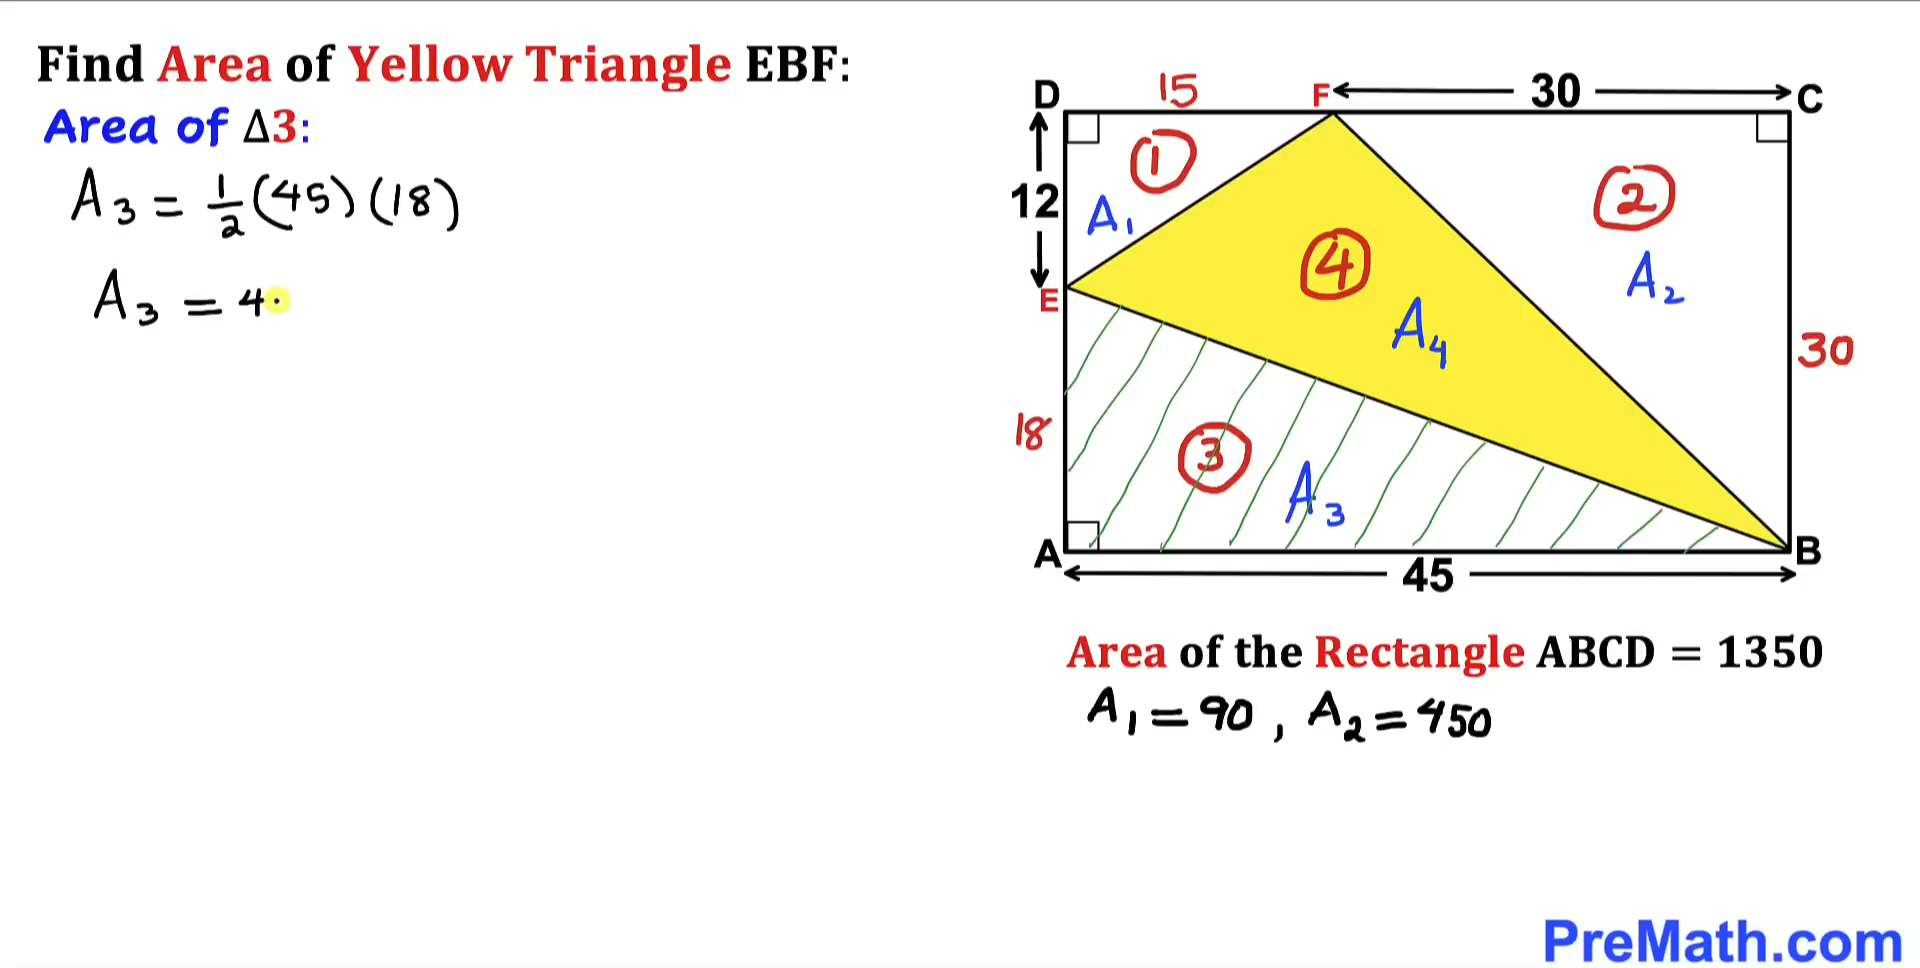 Find Area of Yellow Triangle EBF:
Area of Δ3:
A₃ = ½(45)(18)
A₃ = 4
D
15
F
30
C
12
①
②
A₁
④
A₂
E
A₄
30
18
③
A₃
A
B
45
Area of the Rectangle ABCD = 1350
A₁ = 90 , A₂ = 450
PreMath.com